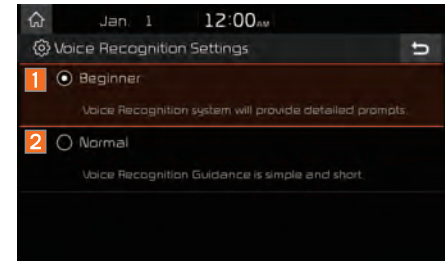 Jan. 1 12:00AM
Voice Recognition Settings
1 Beginner
Voice Recognition system will provide detailed prompts.
2 Normal
Voice Recognition Guidance is simple and short.